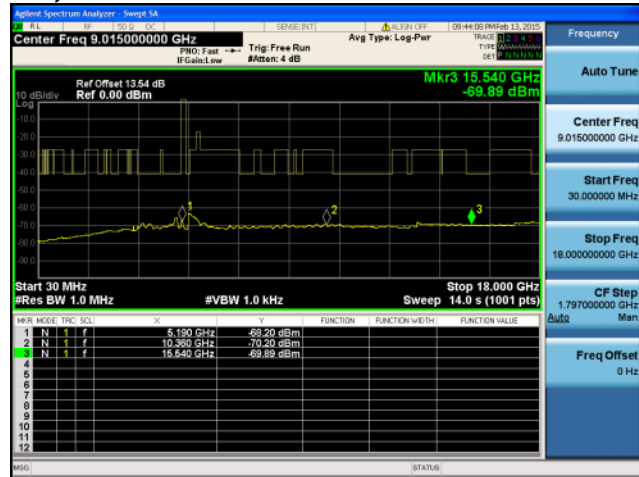 Agilent Spectrum Analyzer - Swept SA
RL RF 50 Ω DC SENSE:INT ALIGN OFF 09:44:08 PM Feb 13, 2015
Center Freq 9.015000000 GHz
PNO: Fast
IFGain:Low
Trig: Free Run
#Atten: 4 dB
Avg Type: Log-Pwr
TRACE 1 2 3 4 5 6
TYPE
DET P N N N N N
Frequency
Ref Offset 13.54 dB
Ref 0.00 dBm
10 dB/div
Log
Mkr3 15.540 GHz
-69.89 dBm
Auto Tune
-10.0
-20.0
-30.0
-40.0
-50.0
-60.0
-70.0
-80.0
-90.0
1
2
3
Center Freq
9.015000000 GHz
Start Freq
30.000000 MHz
Stop Freq
18.000000000 GHz
Start 30 MHz
Stop 18.000 GHz
#Res BW 1.0 MHz #VBW 1.0 kHz Sweep 14.0 s (1001 pts)
CF Step
1.797000000 GHz
Auto Man
MKR MODE TRC SCL X Y FUNCTION FUNCTION WIDTH FUNCTION VALUE
1 N 1 f 5.190 GHz -68.20 dBm
2 N 1 f 10.360 GHz -70.20 dBm
3 N 1 f 15.540 GHz -69.89 dBm
4
5
6
7
8
9
10
11
12
Freq Offset
0 Hz
MSG STATUS